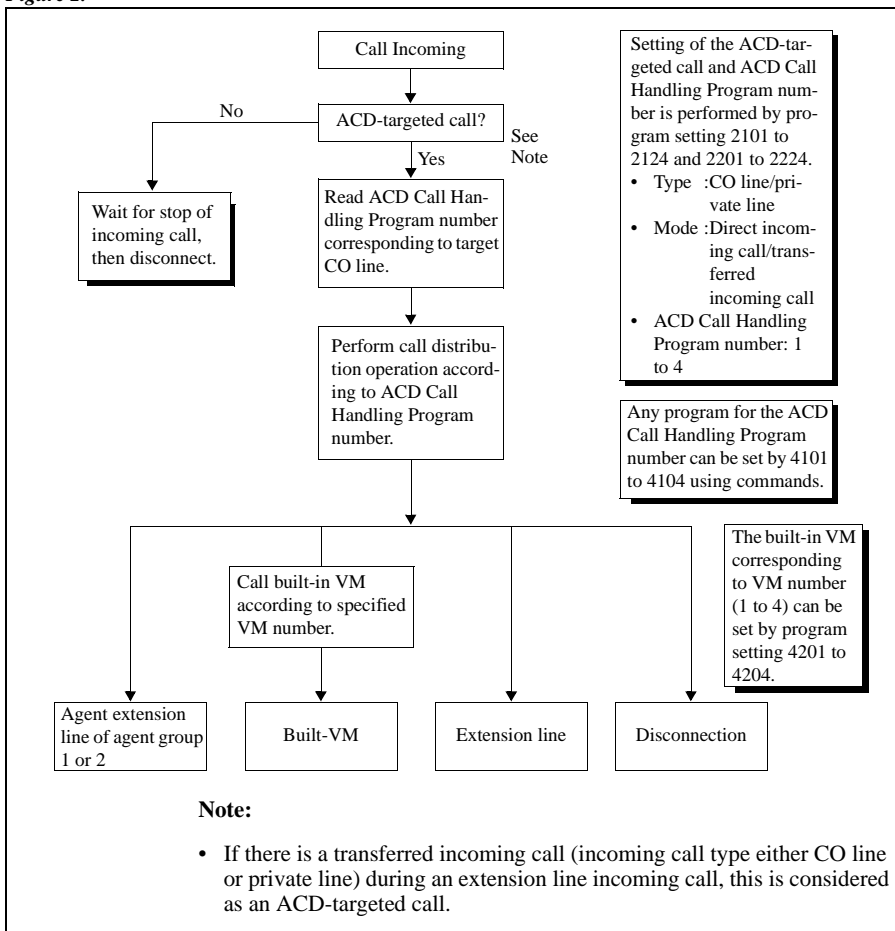 Call Incoming
No
ACD-targeted call?
See
Note
Yes
Wait for stop of
incoming call,
then disconnect.
Read ACD Call Han-
dling Program number
corresponding to target
CO line.
Perform call distribu-
tion operation accord-
ing to ACD Call
Handling Program
number.
Setting of the ACD-tar-
geted call and ACD Call
Handling Program num-
ber is performed by pro-
gram setting 2101 to
2124 and 2201 to 2224.
• Type :CO line/pri-
vate line
• Mode :Direct incom-
ing call/trans-
ferred
incoming call
• ACD Call Handling
Program number: 1
to 4
Any program for the ACD
Call Handling Program
number can be set by 4101
to 4104 using commands.
Call built-in VM
according to specified
VM number.
The built-in VM
corresponding
to VM number
(1 to 4) can be
set by program
setting 4201 to
4204.
Agent extension
line of agent group
1 or 2
Built-VM
Extension line
Disconnection
Note:
• If there is a transferred incoming call (incoming call type either CO line
or private line) during an extension line incoming call, this is considered
as an ACD-targeted call.